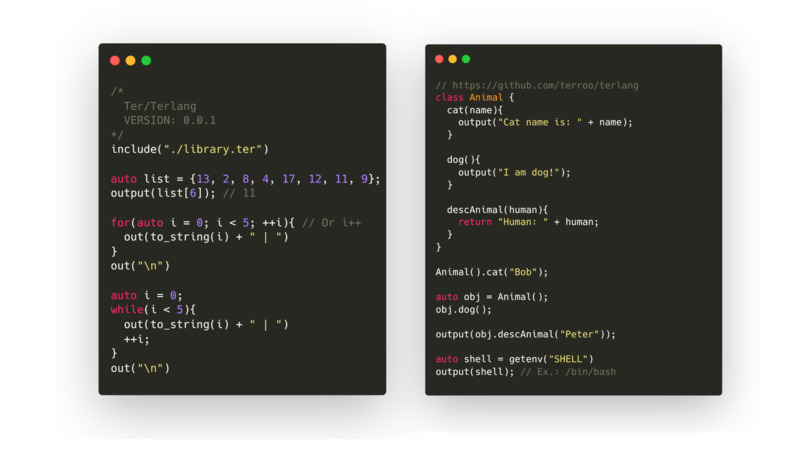 /*
  Ter/Terlang
  VERSION: 0.0.1
*/
include("./library.ter")

auto list = {13, 2, 8, 4, 17, 12, 11, 9};
output(list[6]); // 11

for(auto i = 0; i < 5; ++i){ // Or i++
  out(to_string(i) + " | ")
}
out("\n")

auto i = 0;
while(i < 5){
  out(to_string(i) + " | ")
  ++i;
}
out("\n")

// https://github.com/terroo/terlang
class Animal {
  cat(name){
    output("Cat name is: " + name);
  }

  dog(){
    output("I am dog!");
  }

  descAnimal(human){
    return "Human: " + human;
  }
}

Animal().cat("Bob");

auto obj = Animal();
obj.dog();

output(obj.descAnimal("Peter"));

auto shell = getenv("SHELL")
output(shell); // Ex.: /bin/bash